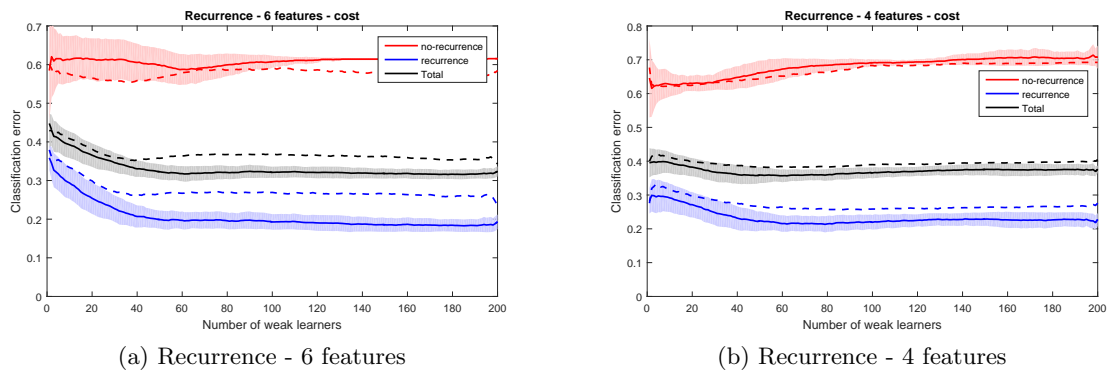 Recurrence - 6 features - cost
0.7
0.6
0.5
0.4
0.3
0.2
0.1
0
Classification error
no-recurrence
recurrence
Total
0 20 40 60 80 100 120 140 160 180 200
Number of weak learners
(a) Recurrence - 6 features
Recurrence - 4 features - cost
0.8
0.7
0.6
0.5
0.4
0.3
0.2
0.1
0
Classification error
no-recurrence
recurrence
Total
0 20 40 60 80 100 120 140 160 180 200
Number of weak learners
(b) Recurrence - 4 features